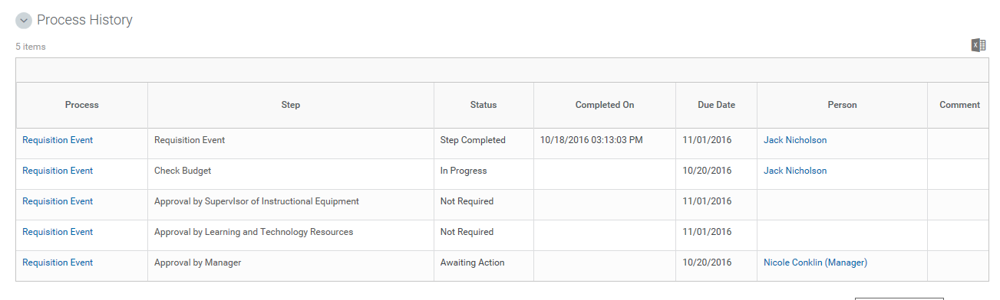 Process History
5 items
Process Step Status Completed On Due Date Person Comment
Requisition Event Requisition Event Step Completed 10/18/2016 03:13:03 PM 11/01/2016 Jack Nicholson
Requisition Event Check Budget In Progress 10/20/2016 Jack Nicholson
Requisition Event Approval by SupervIsor of Instructional Equipment Not Required 11/01/2016
Requisition Event Approval by Learning and Technology Resources Not Required 11/01/2016
Requisition Event Approval by Manager Awaiting Action 10/20/2016 Nicole Conklin (Manager)